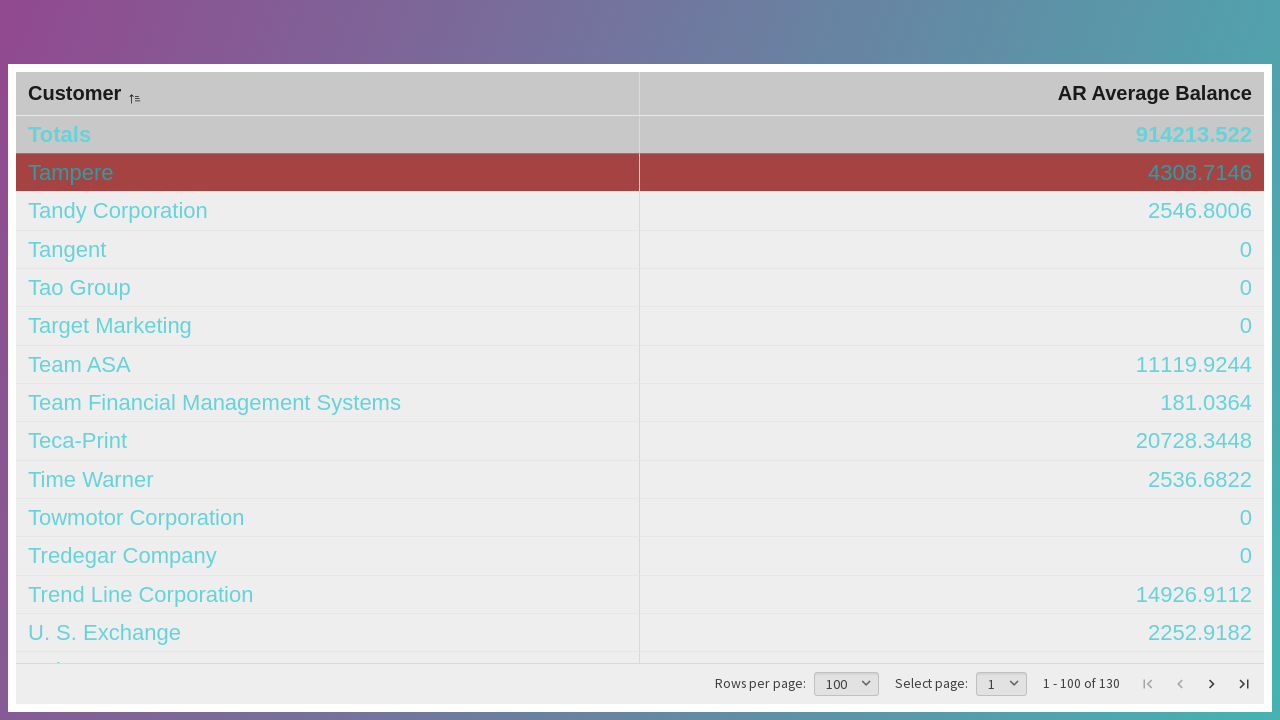 Customer AR Average Balance
Totals 914213.522
Tampere 4308.7146
Tandy Corporation 2546.8006
Tangent 0
Tao Group 0
Target Marketing 0
Team ASA 11119.9244
Team Financial Management Systems 181.0364
Teca-Print 20728.3448
Time Warner 2536.6822
Towmotor Corporation 0
Tredegar Company 0
Trend Line Corporation 14926.9112
U. S. Exchange 2252.9182
Rows per page: 100 Select page: 1 1 - 100 of 130